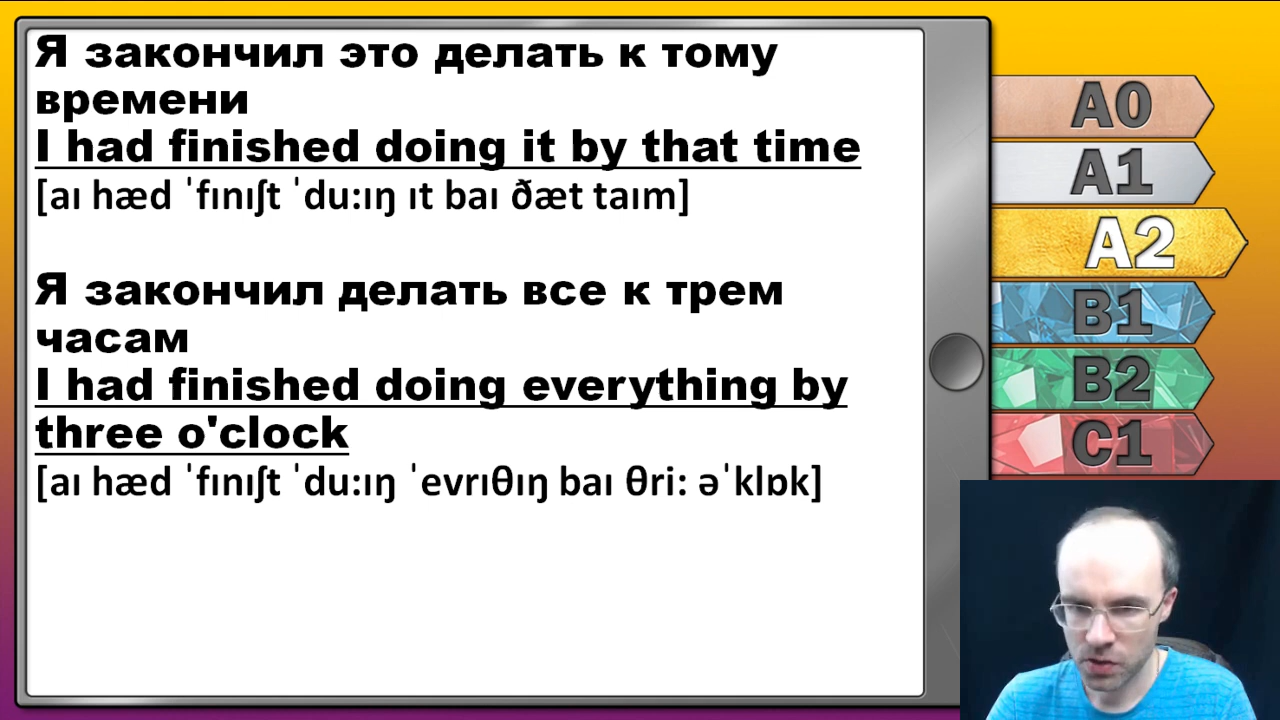 Я закончил это делать к тому
времени
I had finished doing it by that time
[aɪ hæd ˈfɪnɪʃt ˈdu:ɪŋ ɪt baɪ ðæt taɪm]
Я закончил делать все к трем
часам
I had finished doing everything by
three o'clock
[aɪ hæd ˈfɪnɪʃt ˈdu:ɪŋ ˈevrɪθɪŋ baɪ θri: əˈklɒk]
A0
A1
A2
B1
B2
C1